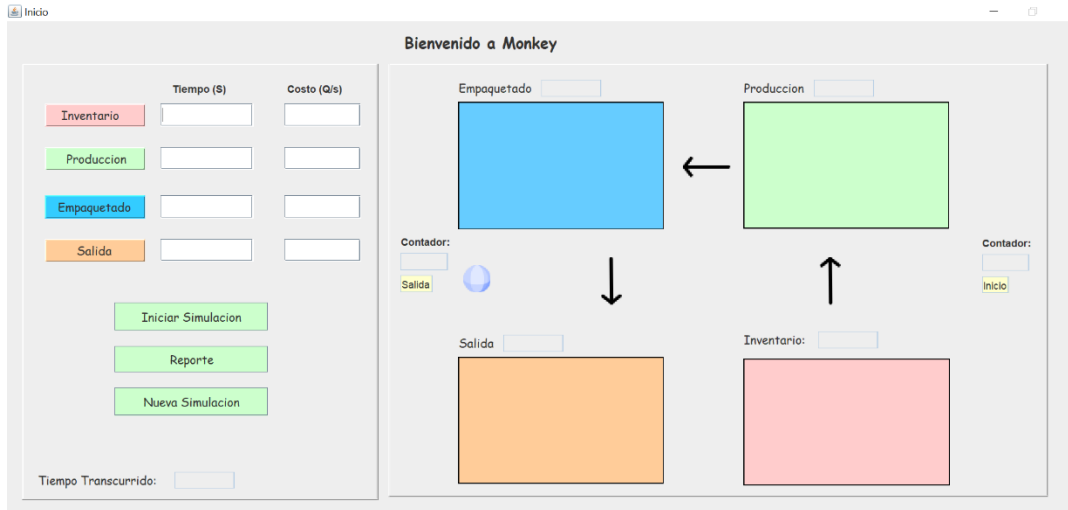 Inicio
Bienvenido a Monkey
Tiempo (S) Costo (Q/s)
Inventario
Produccion
Empaquetado
Salida
Iniciar Simulacion
Reporte
Nueva Simulacion
Tiempo Transcurrido:
Empaquetado
Produccion
Contador:
Salida
Contador:
Inicio
Salida
Inventario: